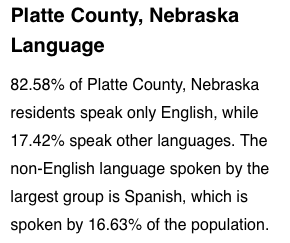 Platte County, Nebraska
Language
82.58% of Platte County, Nebraska
residents speak only English, while
17.42% speak other languages. The
non-English language spoken by the
largest group is Spanish, which is
spoken by 16.63% of the population.